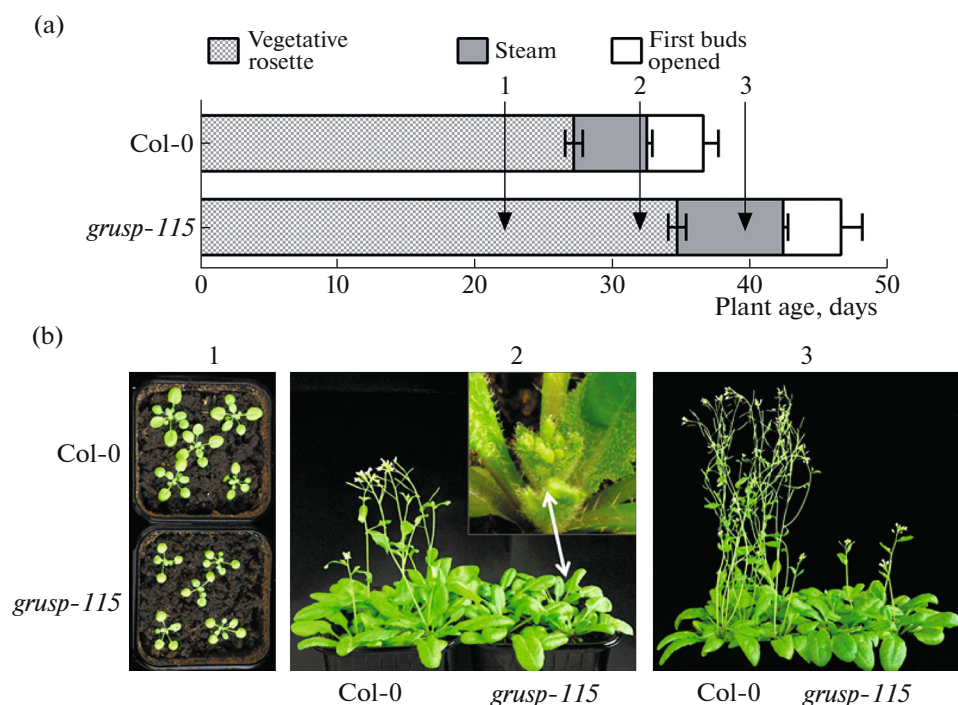 (a)
Vegetative
rosette
Steam
First buds
opened
1
2
3
Col-0
grusp-115
0
10
20
30
40
50
Plant age, days
(b)
1
2
3
Col-0
grusp-115
Col-0
grusp-115
Col-0
grusp-115